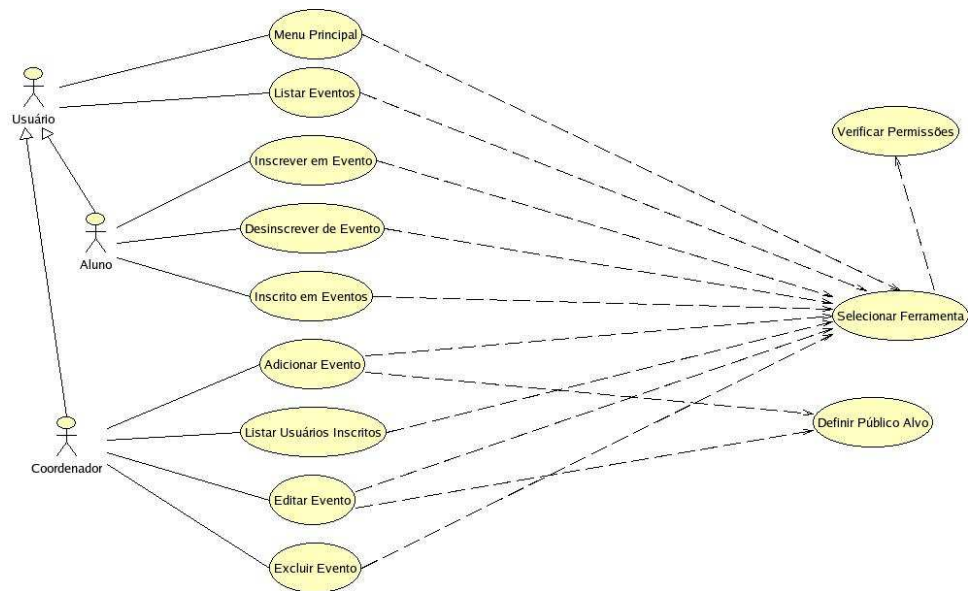 Menu Principal
Usuário
Listar Eventos
Verificar Permissões
Inscrever em Evento
Desinscrever de Evento
Aluno
Inscrito em Eventos
Selecionar Ferramenta
Adicionar Evento
Definir Público Alvo
Listar Usuários Inscritos
Coordenador
Editar Evento
Excluir Evento